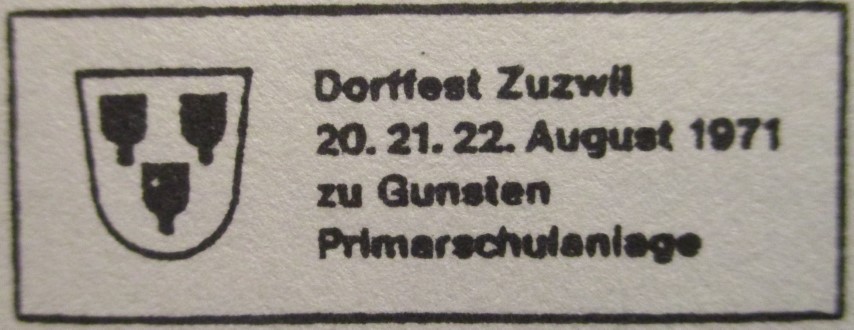 Dorffest Zuzwil
20. 21. 22. August 1971
zu Gunsten
Primarschulanlage